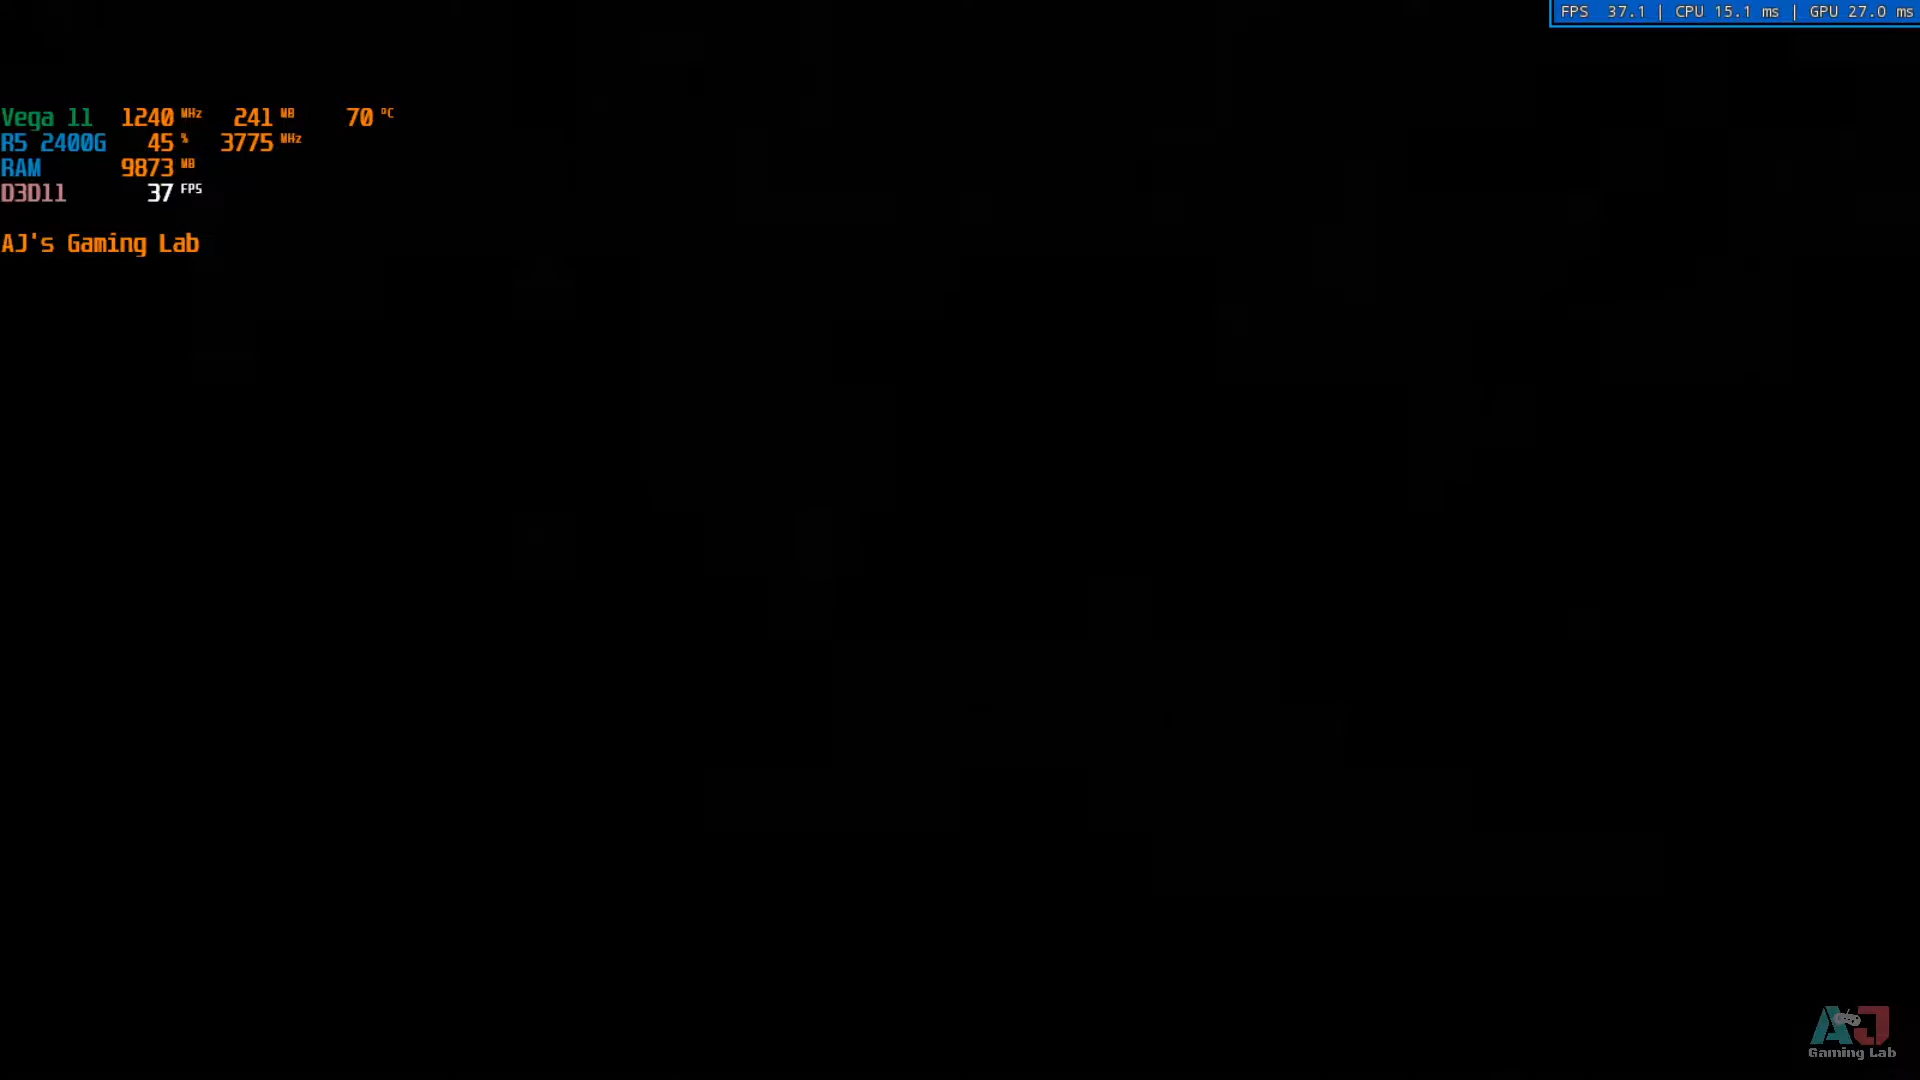 FPS 37.1 | CPU 15.1 ms | GPU 27.0 ms
Vega 11 1240 MHz 241 MB 70 °C
R5 2400G 45 % 3775 MHz
RAM 9873 MB
D3D11 37 FPS
AJ's Gaming Lab
AJ
Gaming Lab